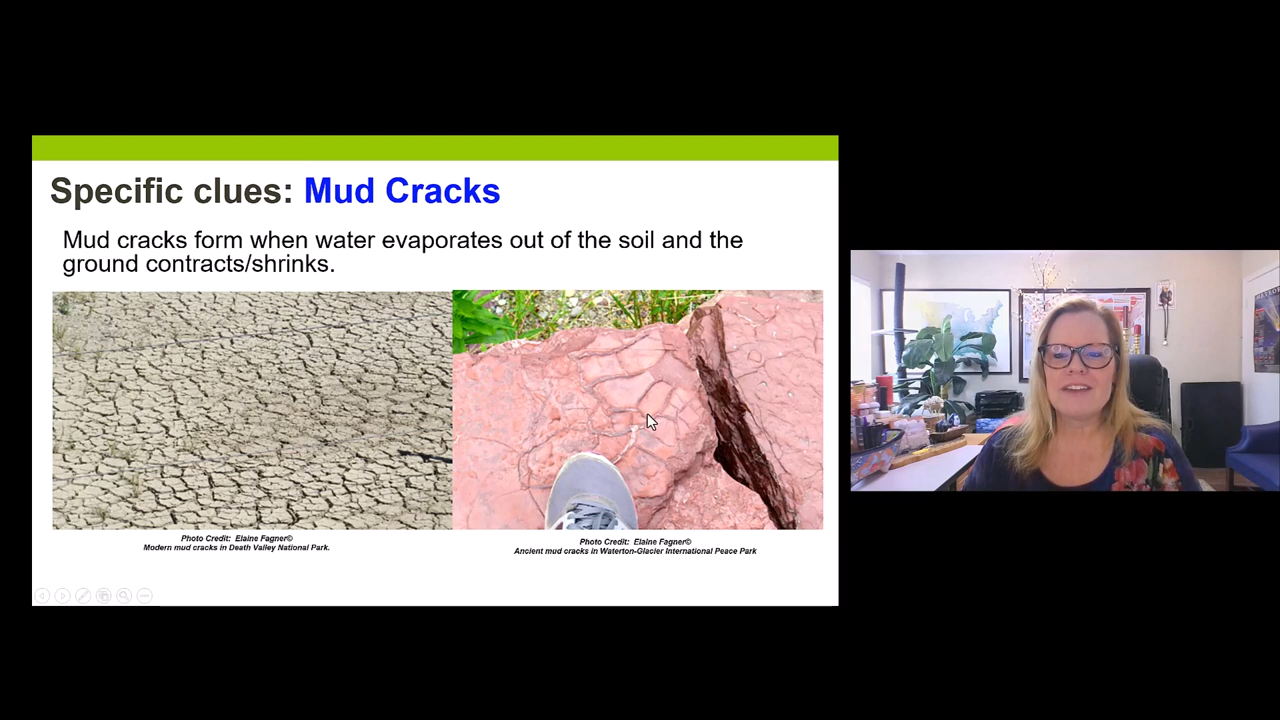 Specific clues: Mud Cracks
Mud cracks form when water evaporates out of the soil and the
ground contracts/shrinks.
Photo Credit: Elaine Fagner©
Modern mud cracks in Death Valley National Park.
Photo Credit: Elaine Fagner©
Ancient mud cracks in Waterton-Glacier International Peace Park